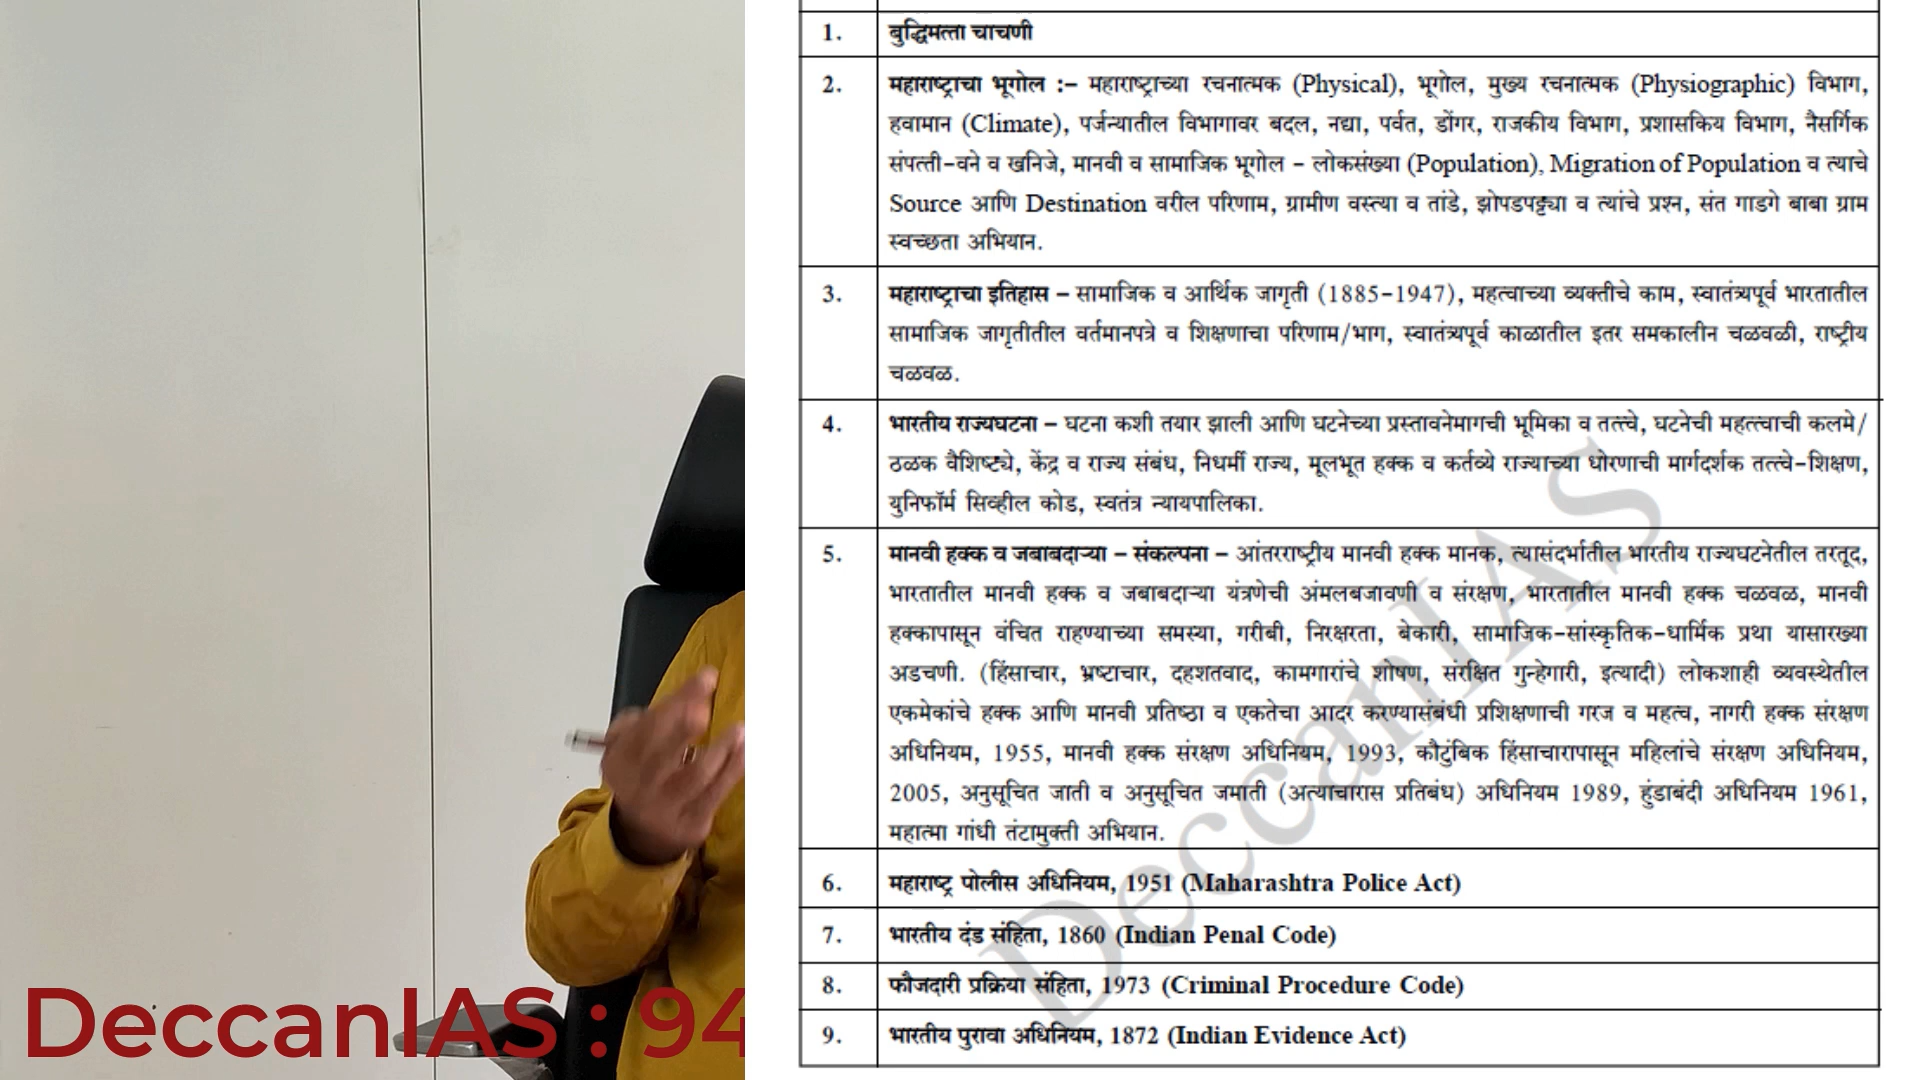 1. बुद्धिमत्ता चाचणी
2. महाराष्ट्राचा भूगोल :– महाराष्ट्राच्या रचनात्मक (Physical), भूगोल, मुख्य रचनात्मक (Physiographic) विभाग,
हवामान (Climate), पर्जन्यातील विभागावर बदल, नद्या, पर्वत, डोंगर, राजकीय विभाग, प्रशासकिय विभाग, नैसर्गिक
संपत्ती–वने व खनिजे, मानवी व सामाजिक भूगोल – लोकसंख्या (Population), Migration of Population व त्याचे
Source आणि Destination वरील परिणाम, ग्रामीण वस्त्या व तांडे, झोपडपट्ट्या व त्यांचे प्रश्न, संत गाडगे बाबा ग्राम
स्वच्छता अभियान.
3. महाराष्ट्राचा इतिहास – सामाजिक व आर्थिक जागृती (1885–1947), महत्वाच्या व्यक्तीचे काम, स्वातंत्र्यपूर्व भारतातील
सामाजिक जागृतीतील वर्तमानपत्रे व शिक्षणाचा परिणाम/भाग, स्वातंत्र्यपूर्व काळातील इतर समकालीन चळवळी, राष्ट्रीय
चळवळ.
4. भारतीय राज्यघटना – घटना कशी तयार झाली आणि घटनेच्या प्रस्तावनेमागची भूमिका व तत्त्वे, घटनेची महत्त्वाची कलमे/
ठळक वैशिष्ट्ये, केंद्र व राज्य संबंध, निधर्मी राज्य, मूलभूत हक्क व कर्तव्ये राज्याच्या धोरणाची मार्गदर्शक तत्त्वे–शिक्षण,
युनिफॉर्म सिव्हील कोड, स्वतंत्र न्यायपालिका.
5. मानवी हक्क व जबाबदाऱ्या – संकल्पना – आंतरराष्ट्रीय मानवी हक्क मानक, त्यासंदर्भातील भारतीय राज्यघटनेतील तरतूद,
भारतातील मानवी हक्क व जबाबदाऱ्या यंत्रणेची अंमलबजावणी व संरक्षण, भारतातील मानवी हक्क चळवळ, मानवी
हक्कापासून वंचित राहण्याच्या समस्या, गरीबी, निरक्षरता, बेकारी, सामाजिक–सांस्कृतिक–धार्मिक प्रथा यासारख्या
अडचणी. (हिंसाचार, भ्रष्टाचार, दहशतवाद, कामगारांचे शोषण, संरक्षित गुन्हेगारी, इत्यादी) लोकशाही व्यवस्थेतील
एकमेकांचे हक्क आणि मानवी प्रतिष्ठा व एकतेचा आदर करण्यासंबंधी प्रशिक्षणाची गरज व महत्व, नागरी हक्क संरक्षण
अधिनियम, 1955, मानवी हक्क संरक्षण अधिनियम, 1993, कौटुंबिक हिंसाचारापासून महिलांचे संरक्षण अधिनियम,
2005, अनुसूचित जाती व अनुसूचित जमाती (अत्याचारास प्रतिबंध) अधिनियम 1989, हुंडाबंदी अधिनियम 1961,
महात्मा गांधी तंटामुक्ती अभियान.
6. महाराष्ट्र पोलीस अधिनियम, 1951 (Maharashtra Police Act)
7. भारतीय दंड संहिता, 1860 (Indian Penal Code)
8. फौजदारी प्रक्रिया संहिता, 1973 (Criminal Procedure Code)
9. भारतीय पुरावा अधिनियम, 1872 (Indian Evidence Act)
DeccanIAS
DeccanIAS : 94